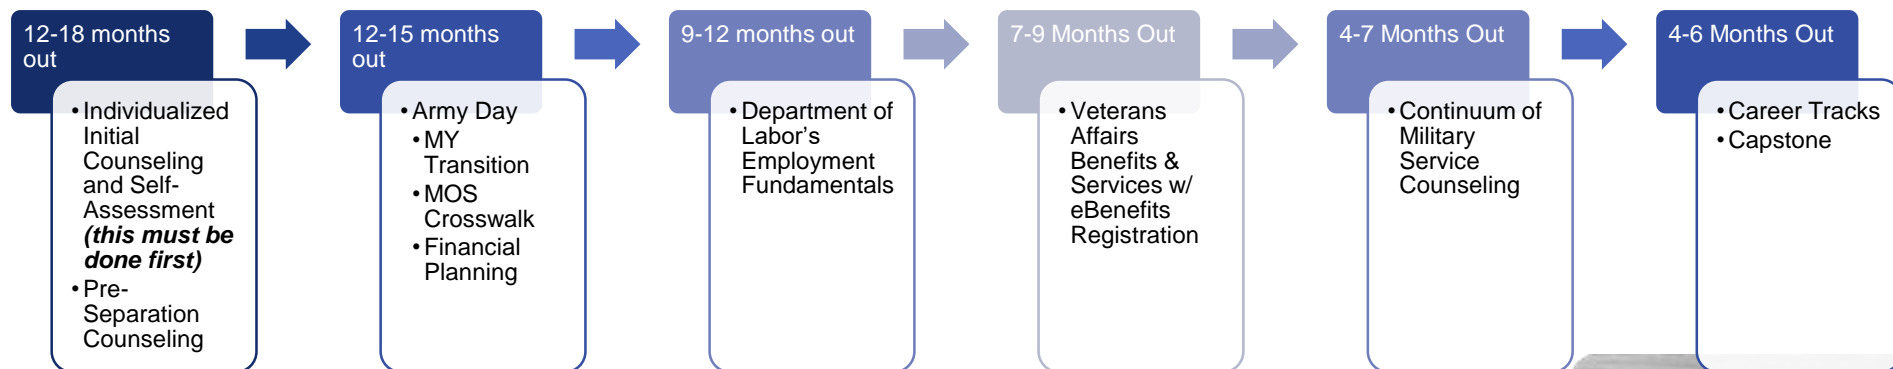 12-18 months
out
• Individualized
Initial
Counseling
and Self-
Assessment
(this must be
done first)
• Pre-
Separation
Counseling
12-15 months
out
• Army Day
• MY
Transition
• MOS
Crosswalk
• Financial
Planning
9-12 months out
• Department of
Labor's
Employment
Fundamentals
7-9 Months Out
• Veterans
Affairs
Benefits &
Services w/
eBenefits
Registration
4-7 Months Out
• Continuum of
Military
Service
Counseling
4-6 Months Out
• Career Tracks
• Capstone